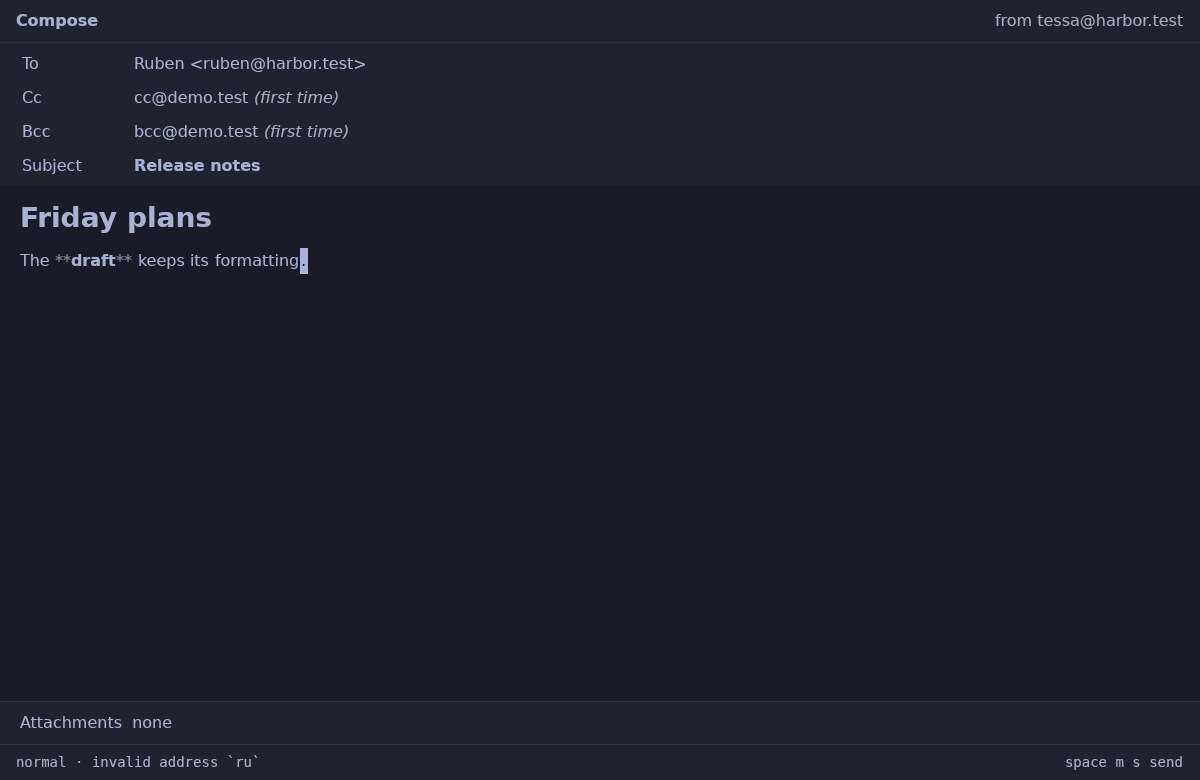 Compose from tessa@harbor.test
To Ruben <ruben@harbor.test>
Cc cc@demo.test (first time)
Bcc bcc@demo.test (first time)
Subject Release notes
Friday plans
The **draft** keeps its formatting.
Attachments none
normal · invalid address `ru` space m s send